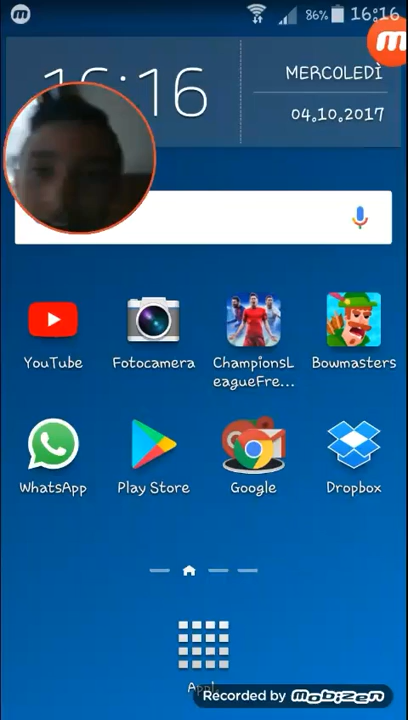 86% 16:16
16:16
MERCOLEDÌ
04.10.2017
YouTube
Fotocamera
ChampionsL
eagueFre...
Bowmasters
WhatsApp
Play Store
Google
Dropbox
Recorded by mobizen